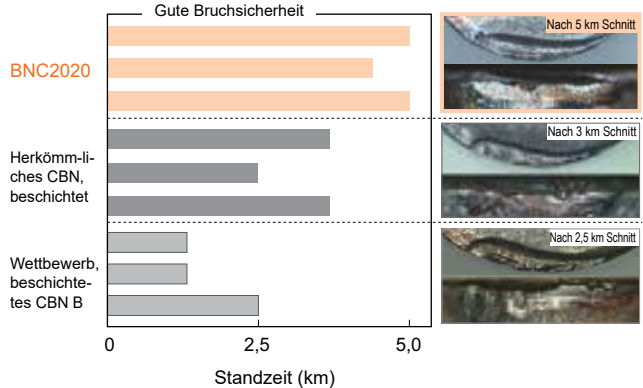 Gute Bruchsicherheit
BNC2020
Nach 5 km Schnitt
Herkömm-li-
ches CBN,
beschichtet
Nach 3 km Schnitt
Wettbewerb,
beschichte-
tes CBN B
Nach 2,5 km Schnitt
0
2,5
5,0
Standzeit (km)